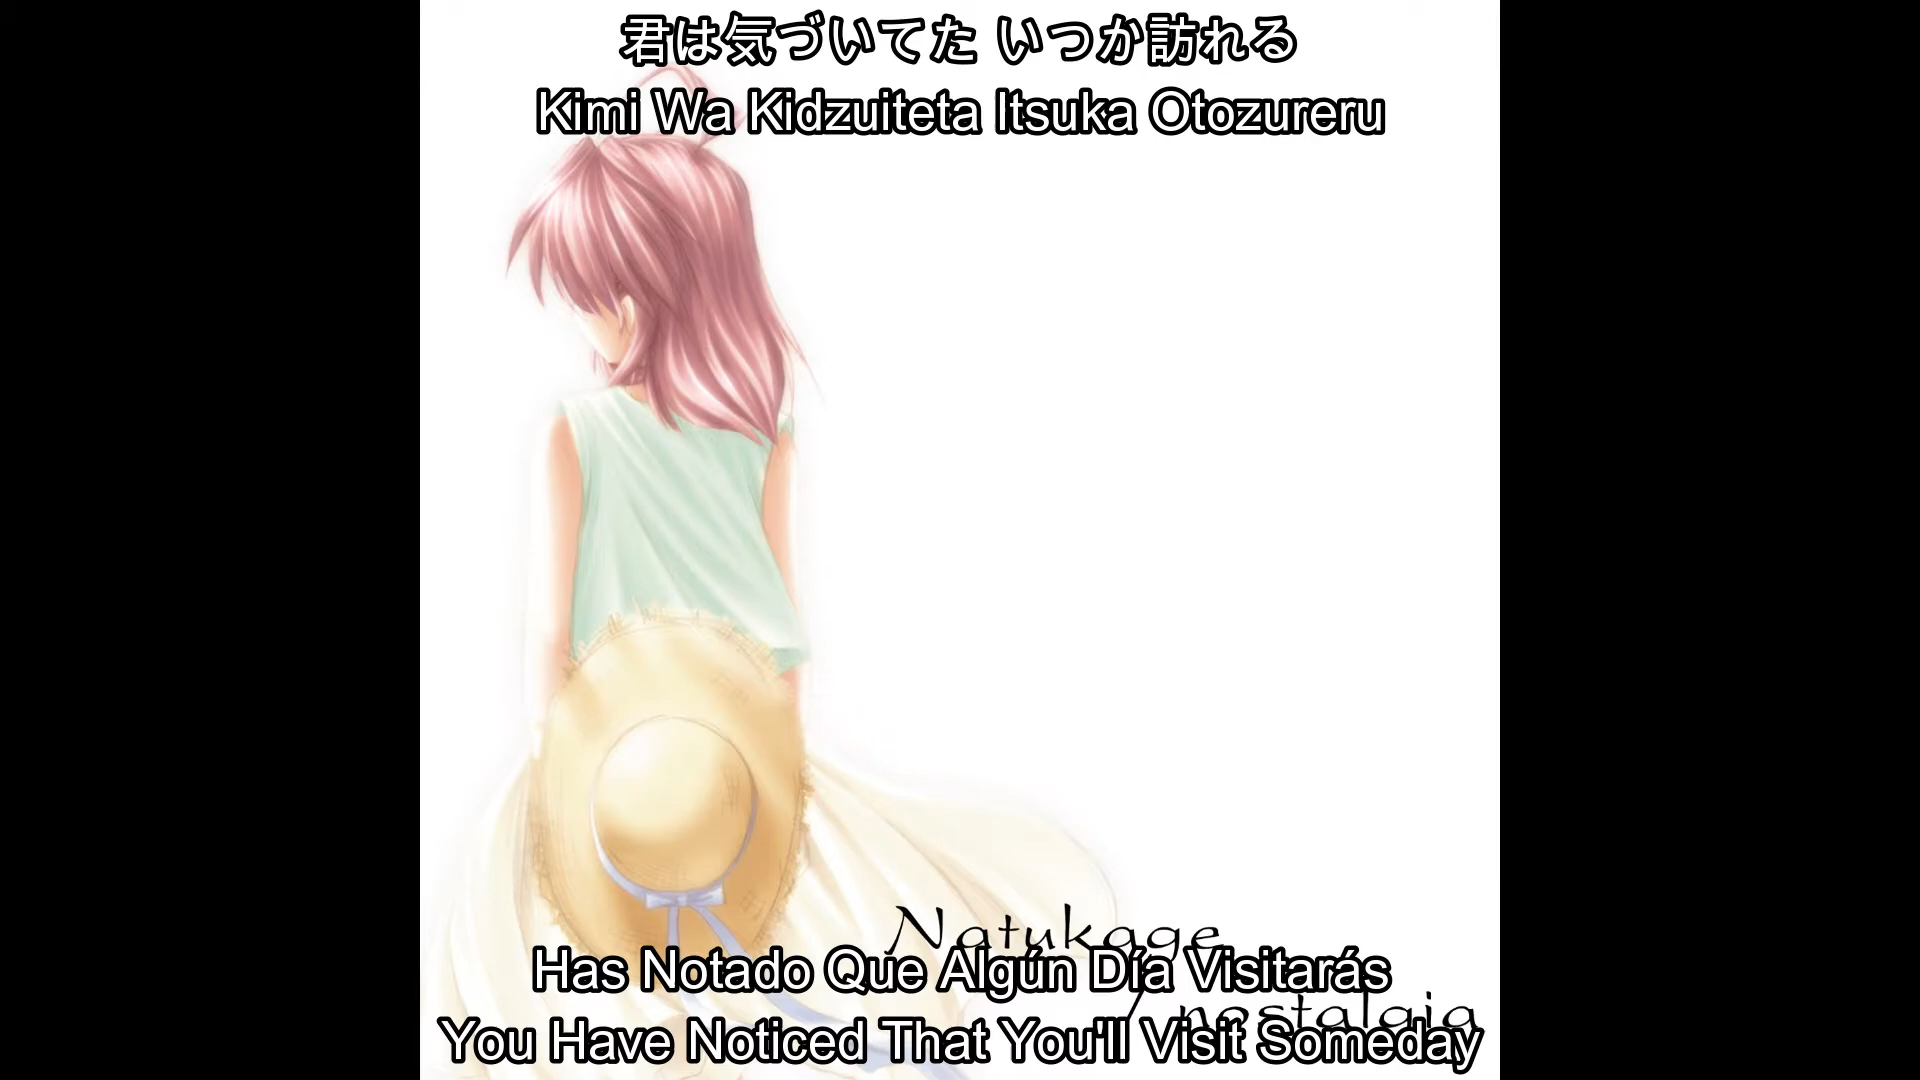 君は気づいてた いつか訪れる
Kimi Wa Kidzuiteta Itsuka Otozureru
Natukage
Has Notado Que Algún Día Visitarás
/ nostalgia
You Have Noticed That You'll Visit Someday